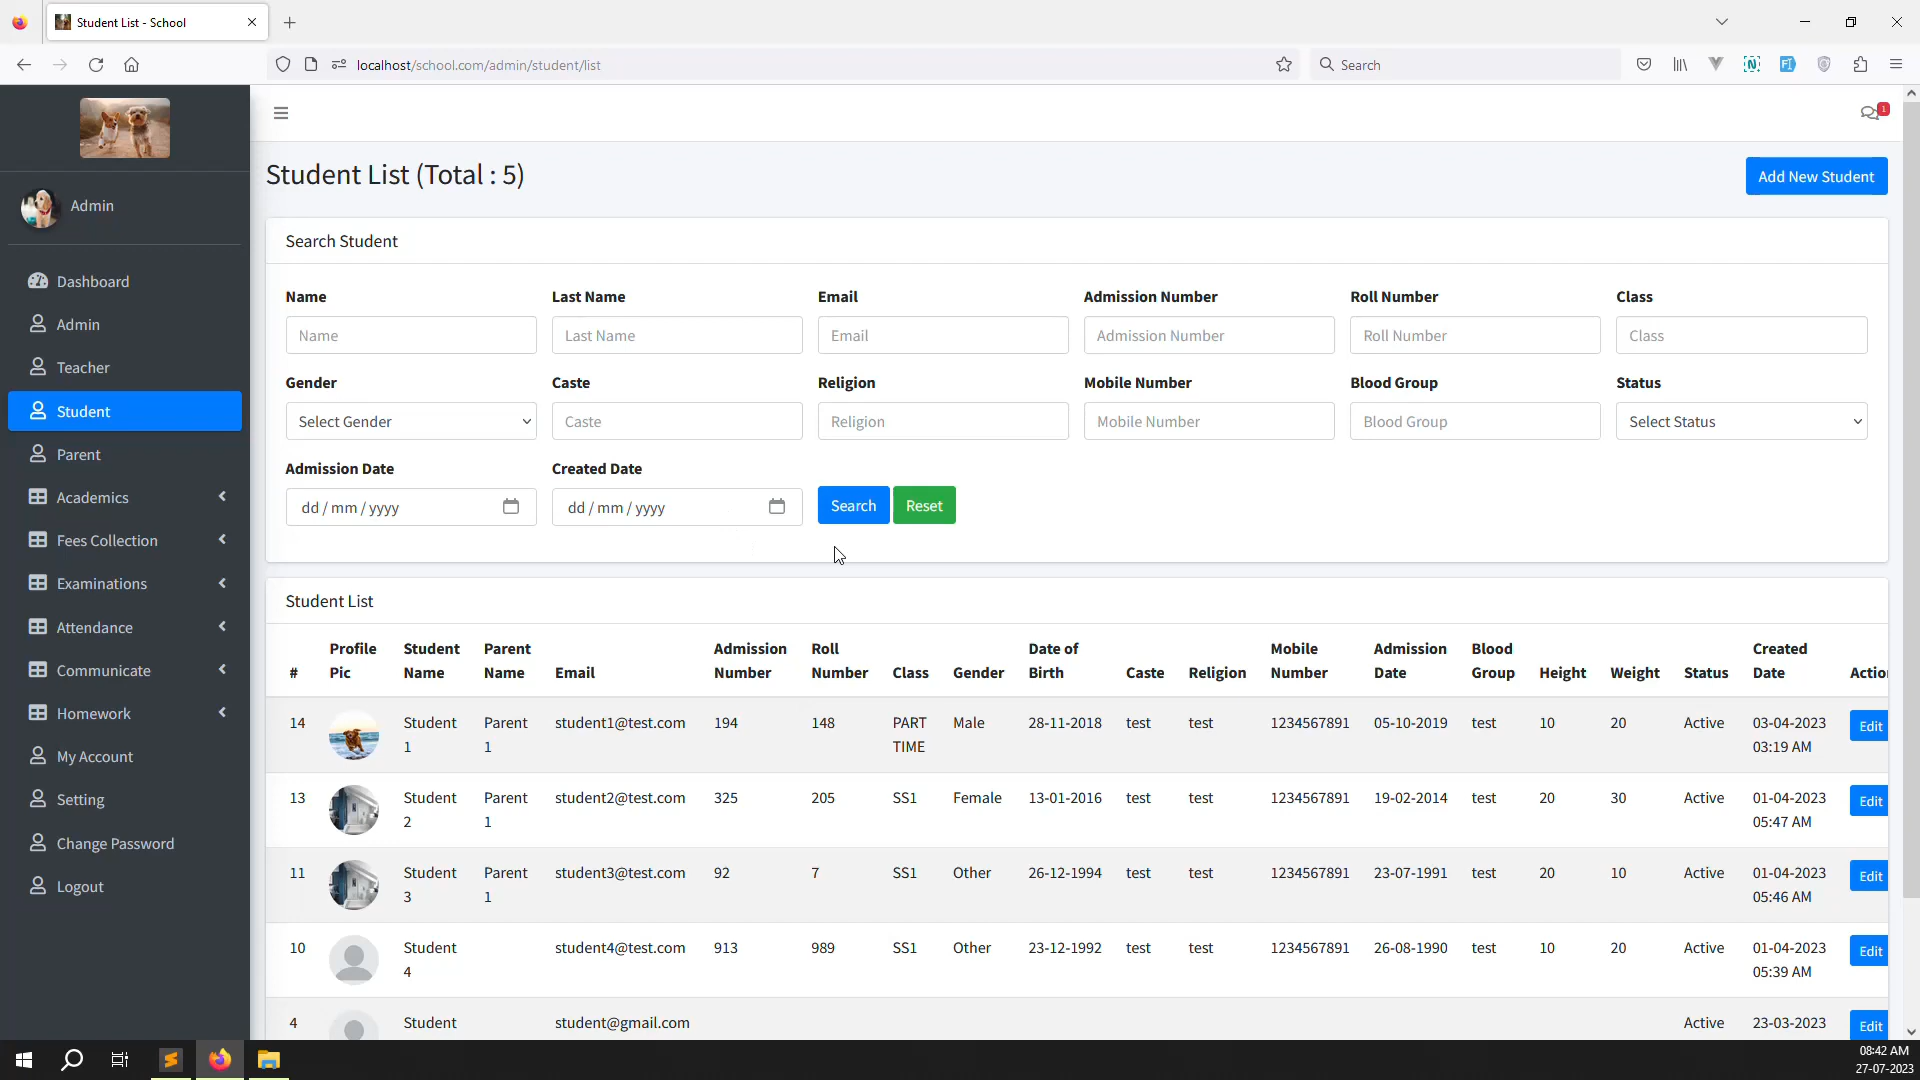 Student List - School
localhost/school.com/admin/student/list
Search
1
Admin
Dashboard
Admin
Teacher
Student
Parent
Academics
Fees Collection
Examinations
Attendance
Communicate
Homework
My Account
Setting
Change Password
Logout
Student List (Total : 5)
Add New Student
Search Student
Name Last Name Email Admission Number Roll Number Class
Name Last Name Email Admission Number Roll Number Class
Gender Caste Religion Mobile Number Blood Group Status
Select Gender Caste Religion Mobile Number Blood Group Select Status
Admission Date Created Date
dd / mm / yyyy dd / mm / yyyy Search Reset
Student List
Profile Student Parent Admission Roll Date of Mobile Admission Blood Created
# Pic Name Name Email Number Number Class Gender Birth Caste Religion Number Date Group Height Weight Status Date Action
14 Student Parent student1@test.com 194 148 PART Male 28-11-2018 test test 1234567891 05-10-2019 test 10 20 Active 03-04-2023 Edit
1 1 TIME 03:19 AM
13 Student Parent student2@test.com 325 205 SS1 Female 13-01-2016 test test 1234567891 19-02-2014 test 20 30 Active 01-04-2023 Edit
2 1 05:47 AM
11 Student Parent student3@test.com 92 7 SS1 Other 26-12-1994 test test 1234567891 23-07-1991 test 20 10 Active 01-04-2023 Edit
3 1 05:46 AM
10 Student student4@test.com 913 989 SS1 Other 23-12-1992 test test 1234567891 26-08-1990 test 10 20 Active 01-04-2023 Edit
4 05:39 AM
4 Student student@gmail.com Active 23-03-2023 Edit
08:42 AM
27-07-2023